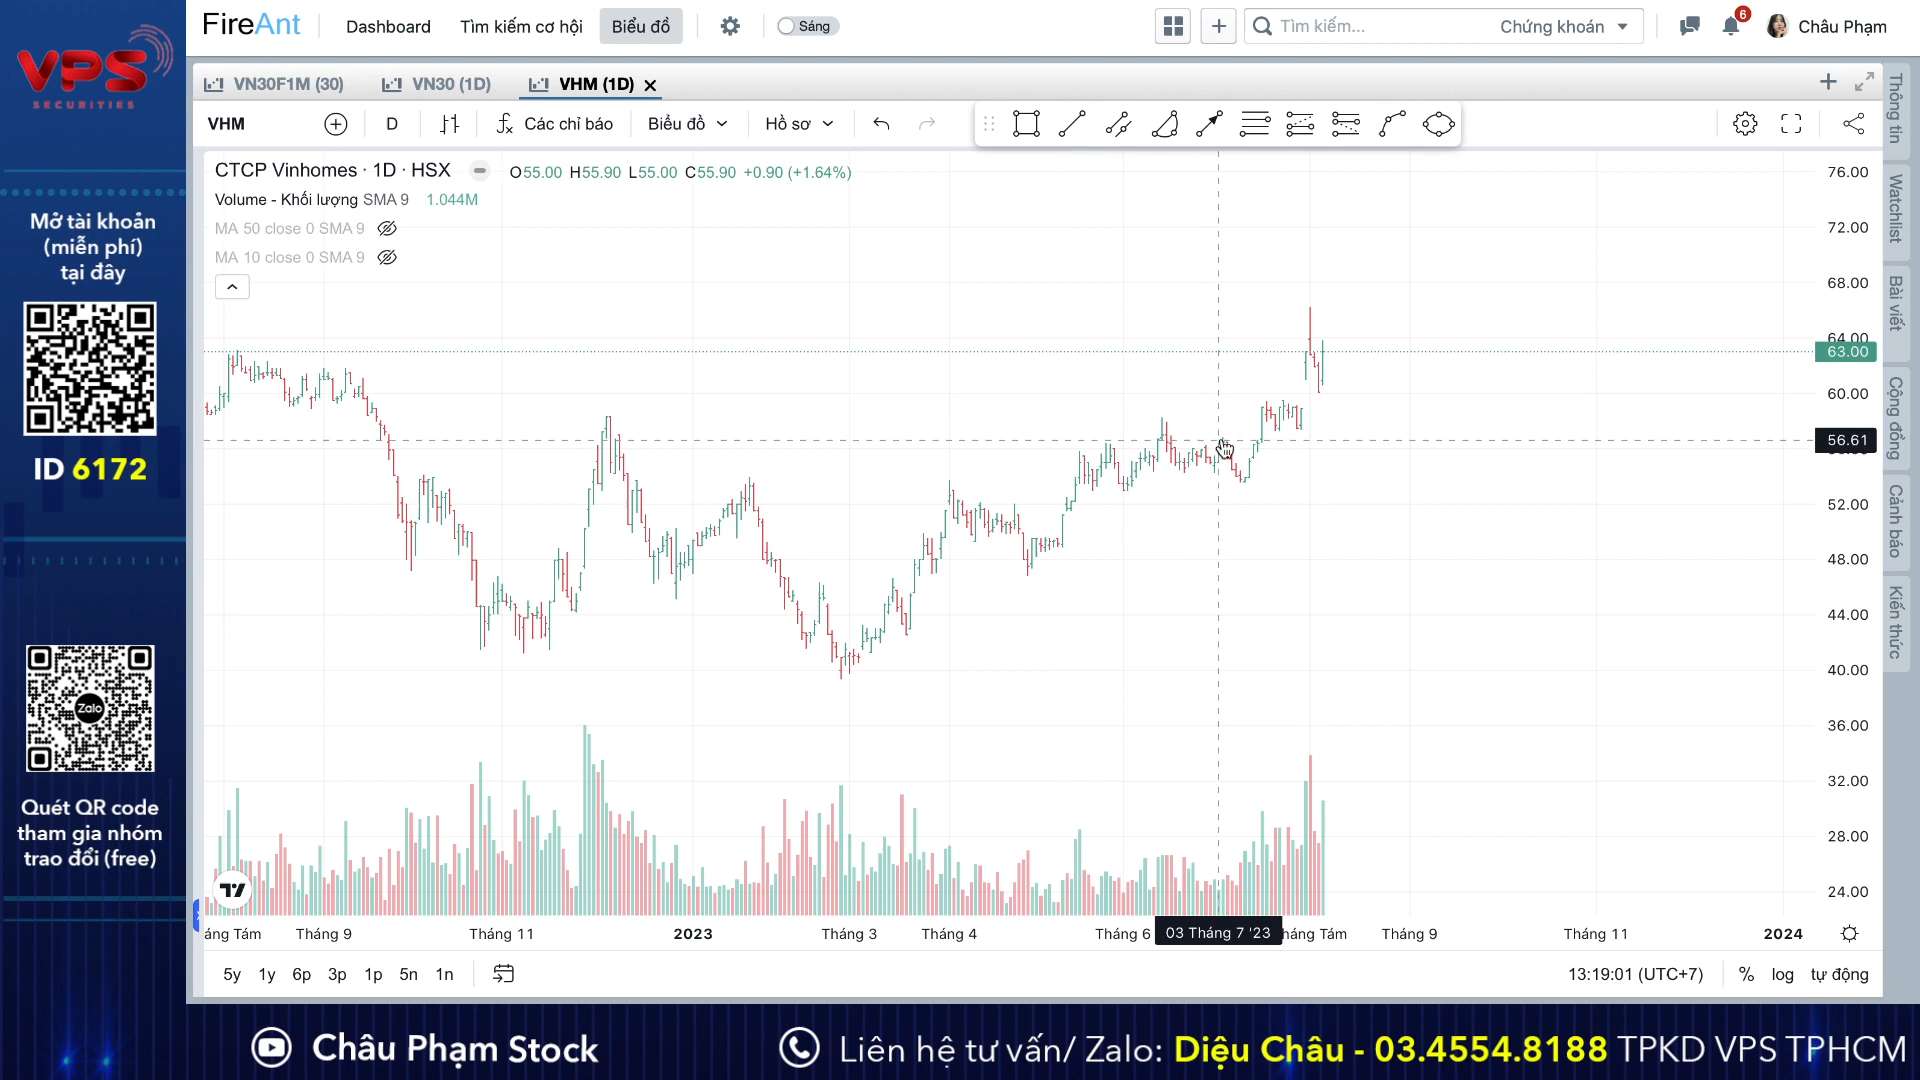 VPS
SECURITIES
Mở tài khoản
(miễn phí)
tại đây
ID 6172
Zalo
Quét QR code
tham gia nhóm
trao đổi (free)
FireAnt
Dashboard
Tìm kiếm cơ hội
Biểu đồ
Sáng
Tìm kiếm...
Chứng khoán
6
Châu Phạm
VN30F1M (30)
VN30 (1D)
VHM (1D)
VHM
D
Các chỉ báo
Biểu đồ
Hồ sơ
CTCP Vinhomes · 1D · HSX
O55.00 H55.90 L55.00 C55.90 +0.90 (+1.64%)
Volume - Khối lượng SMA 9 1.044M
MA 50 close 0 SMA 9
MA 10 close 0 SMA 9
76.00
72.00
68.00
64.00
63.00
60.00
56.61
52.00
48.00
44.00
40.00
36.00
32.00
28.00
24.00
Thông tin
Watchlist
Bài viết
Cộng đồng
Cảnh báo
Kiến thức
áng Tám
Tháng 9
Tháng 11
2023
Tháng 3
Tháng 4
Tháng 6
03 Tháng 7 '23
háng Tám
Tháng 9
Tháng 11
2024
5y 1y 6p 3p 1p 5n 1n
13:19:01 (UTC+7)
% log tự động
Châu Phạm Stock
Liên hệ tư vấn/ Zalo: Diệu Châu - 03.4554.8188 TPKD VPS TPHCM